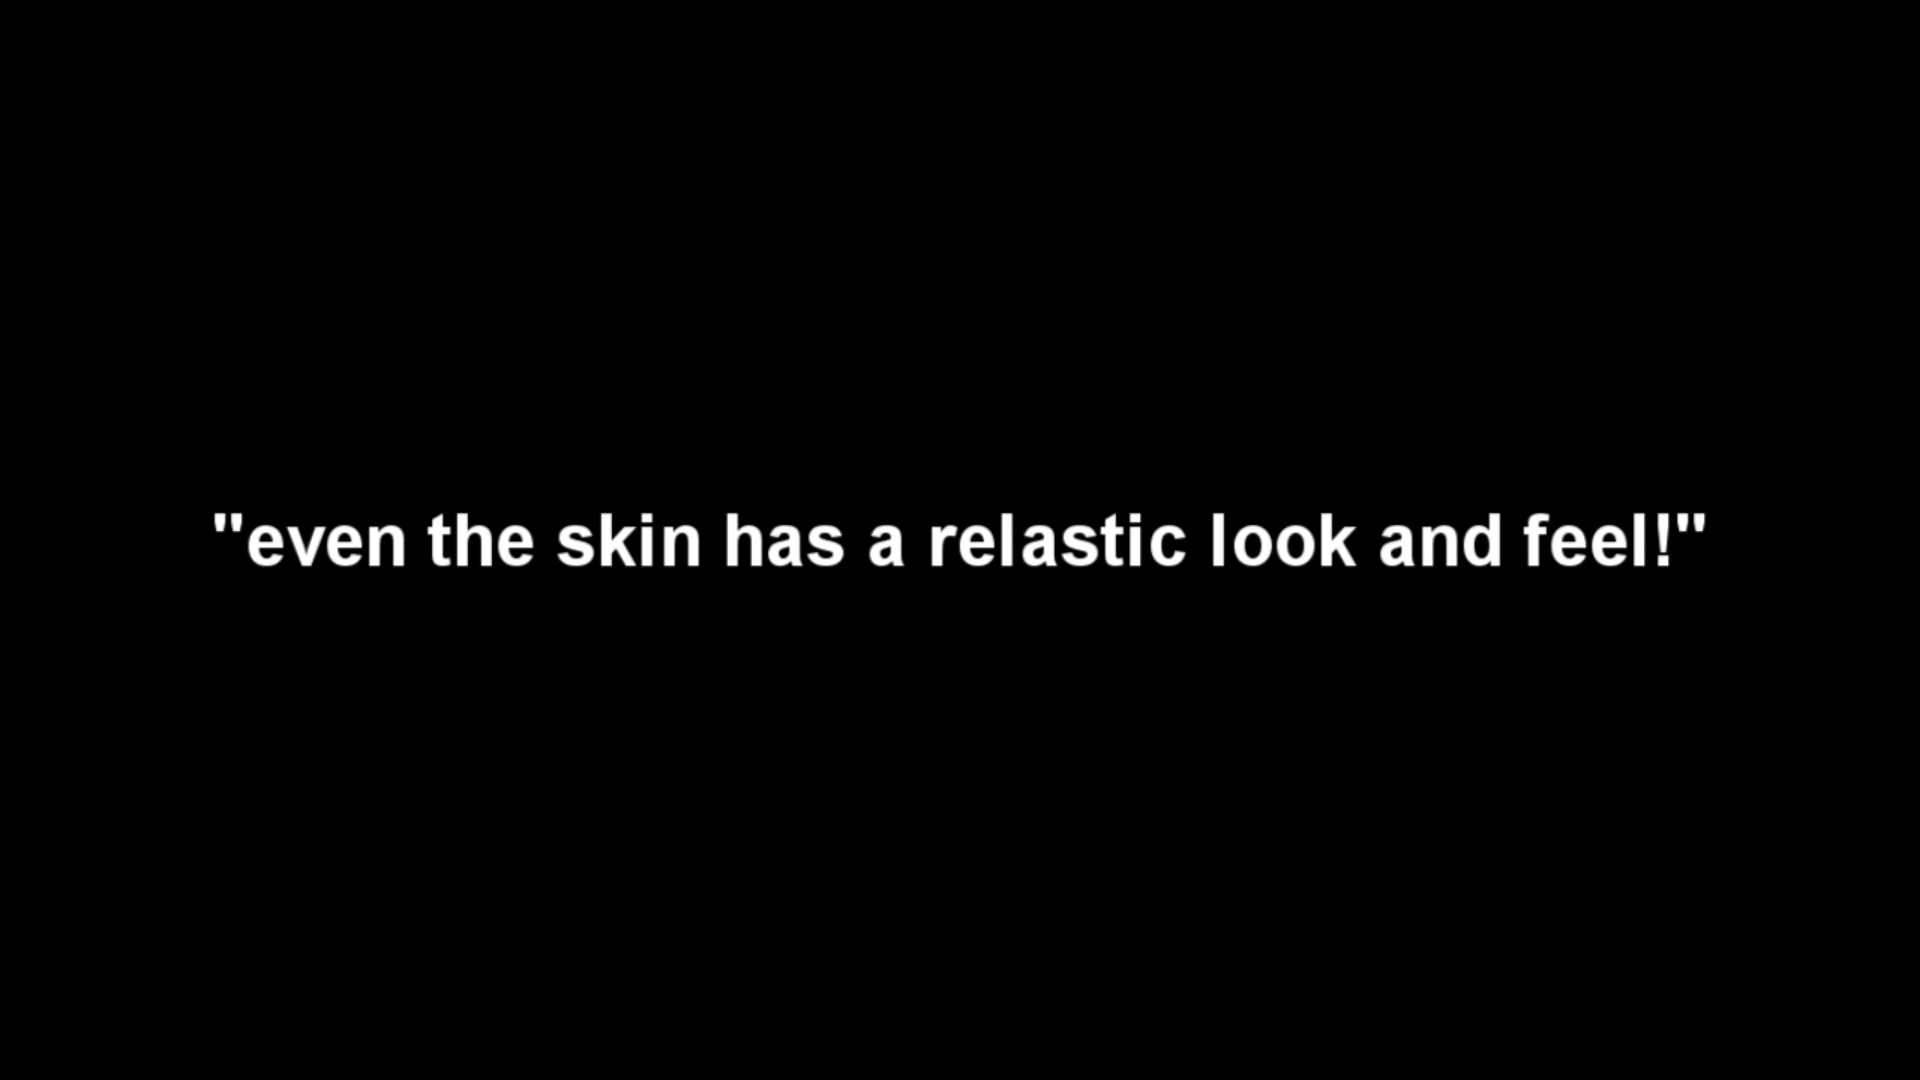 "even the skin has a relastic look and feel!"